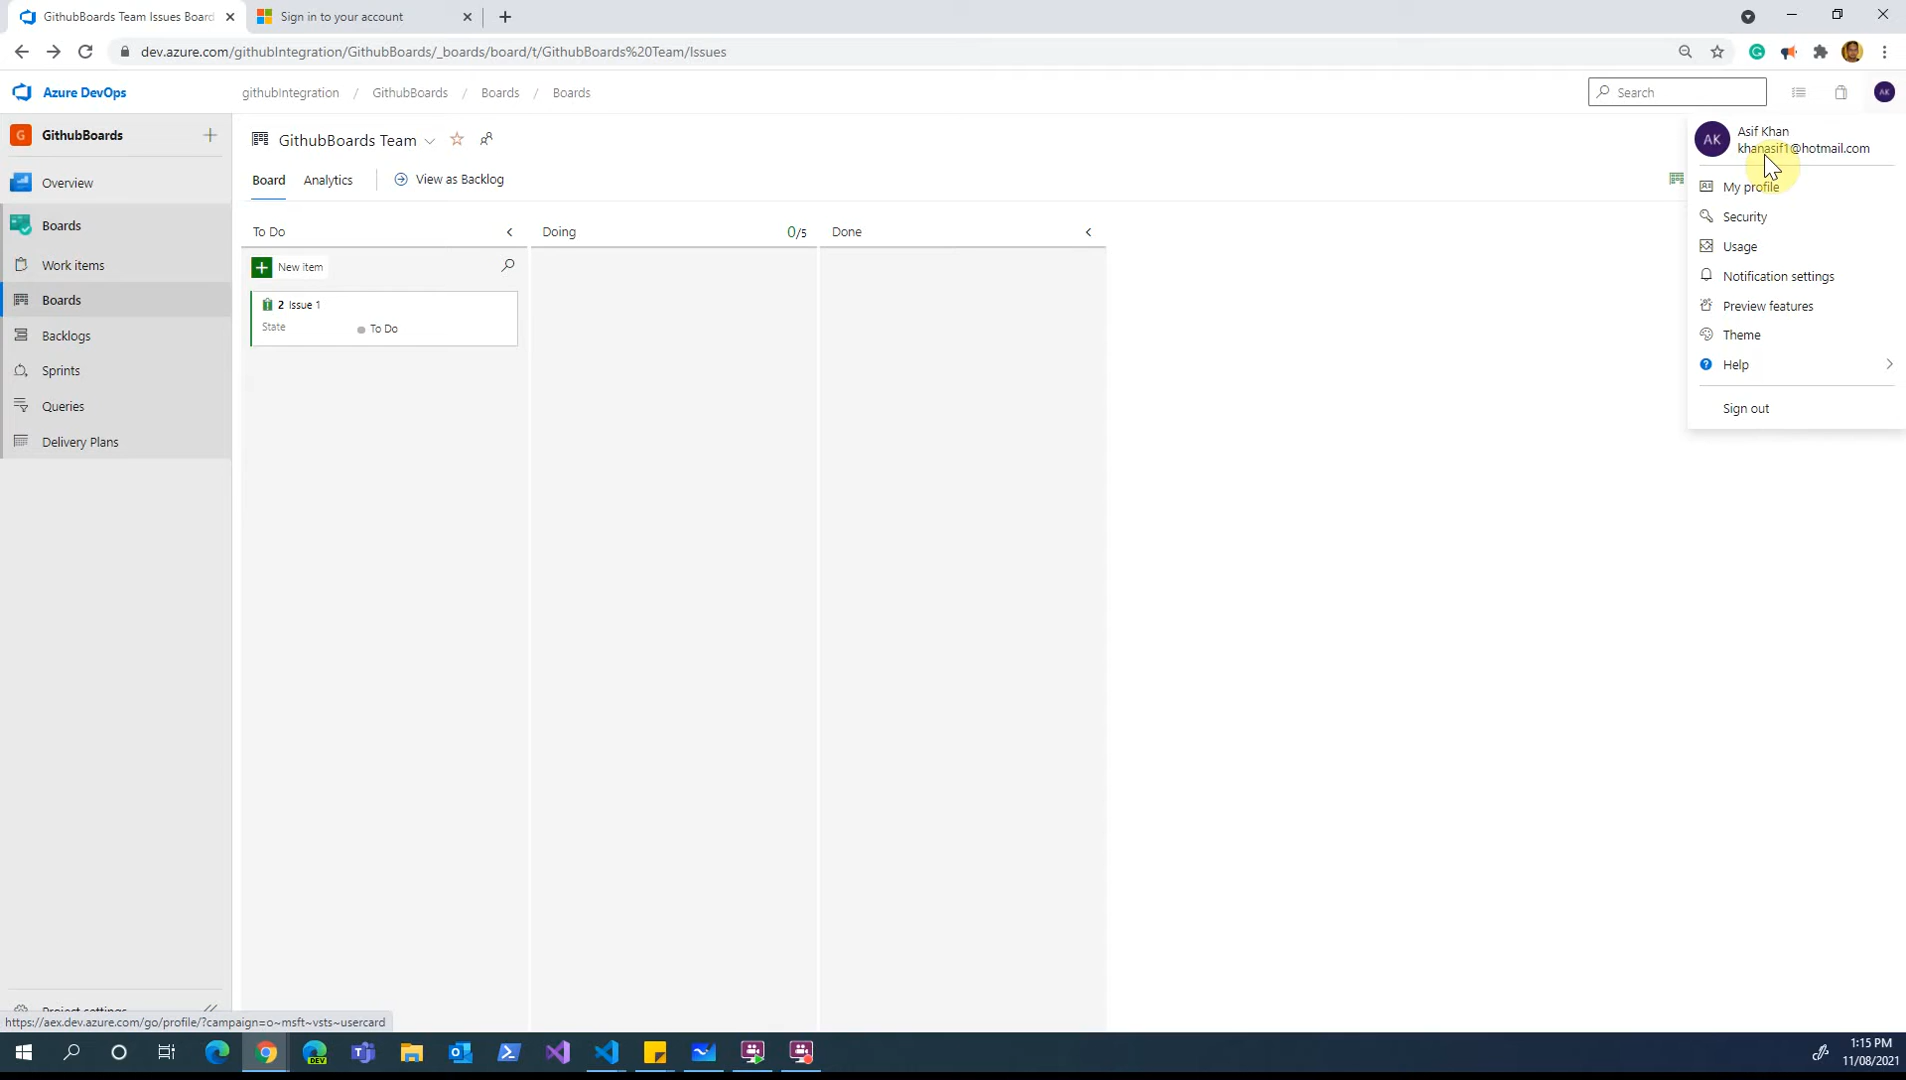 GithubBoards Team Issues Board
Sign in to your account
dev.azure.com/githubIntegration/GithubBoards/_boards/board/t/GithubBoards%20Team/Issues
Azure DevOps
githubIntegration / GithubBoards / Boards / Boards
Search
AK
G GithubBoards
GithubBoards Team
AK
Asif Khan
khanasif1@hotmail.com
Overview
Board
Analytics
View as Backlog
My profile
Security
Usage
Notification settings
Preview features
Theme
Help
Sign out
Boards
Work items
Boards
Backlogs
Sprints
Queries
Delivery Plans
To Do
Doing
0/5
Done
New item
2 Issue 1
State
To Do
Project settings
https://aex.dev.azure.com/go/profile/?campaign=o~msft~vsts~usercard
DEV
1:15 PM
11/08/2021